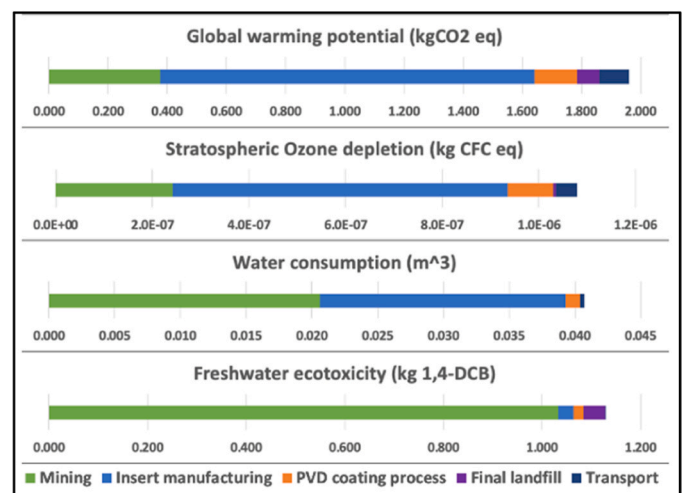 Global warming potential (kgCO2 eq)
0.000 0.200 0.400 0.600 0.800 1.000 1.200 1.400 1.600 1.800 2.000
Stratospheric Ozone depletion (kg CFC eq)
0.0E+00 2.0E-07 4.0E-07 6.0E-07 8.0E-07 1.0E-06 1.2E-06
Water consumption (m^3)
0.000 0.005 0.010 0.015 0.020 0.025 0.030 0.035 0.040 0.045
Freshwater ecotoxicity (kg 1,4-DCB)
0.000 0.200 0.400 0.600 0.800 1.000 1.200
Mining Insert manufacturing PVD coating process Final landfill Transport